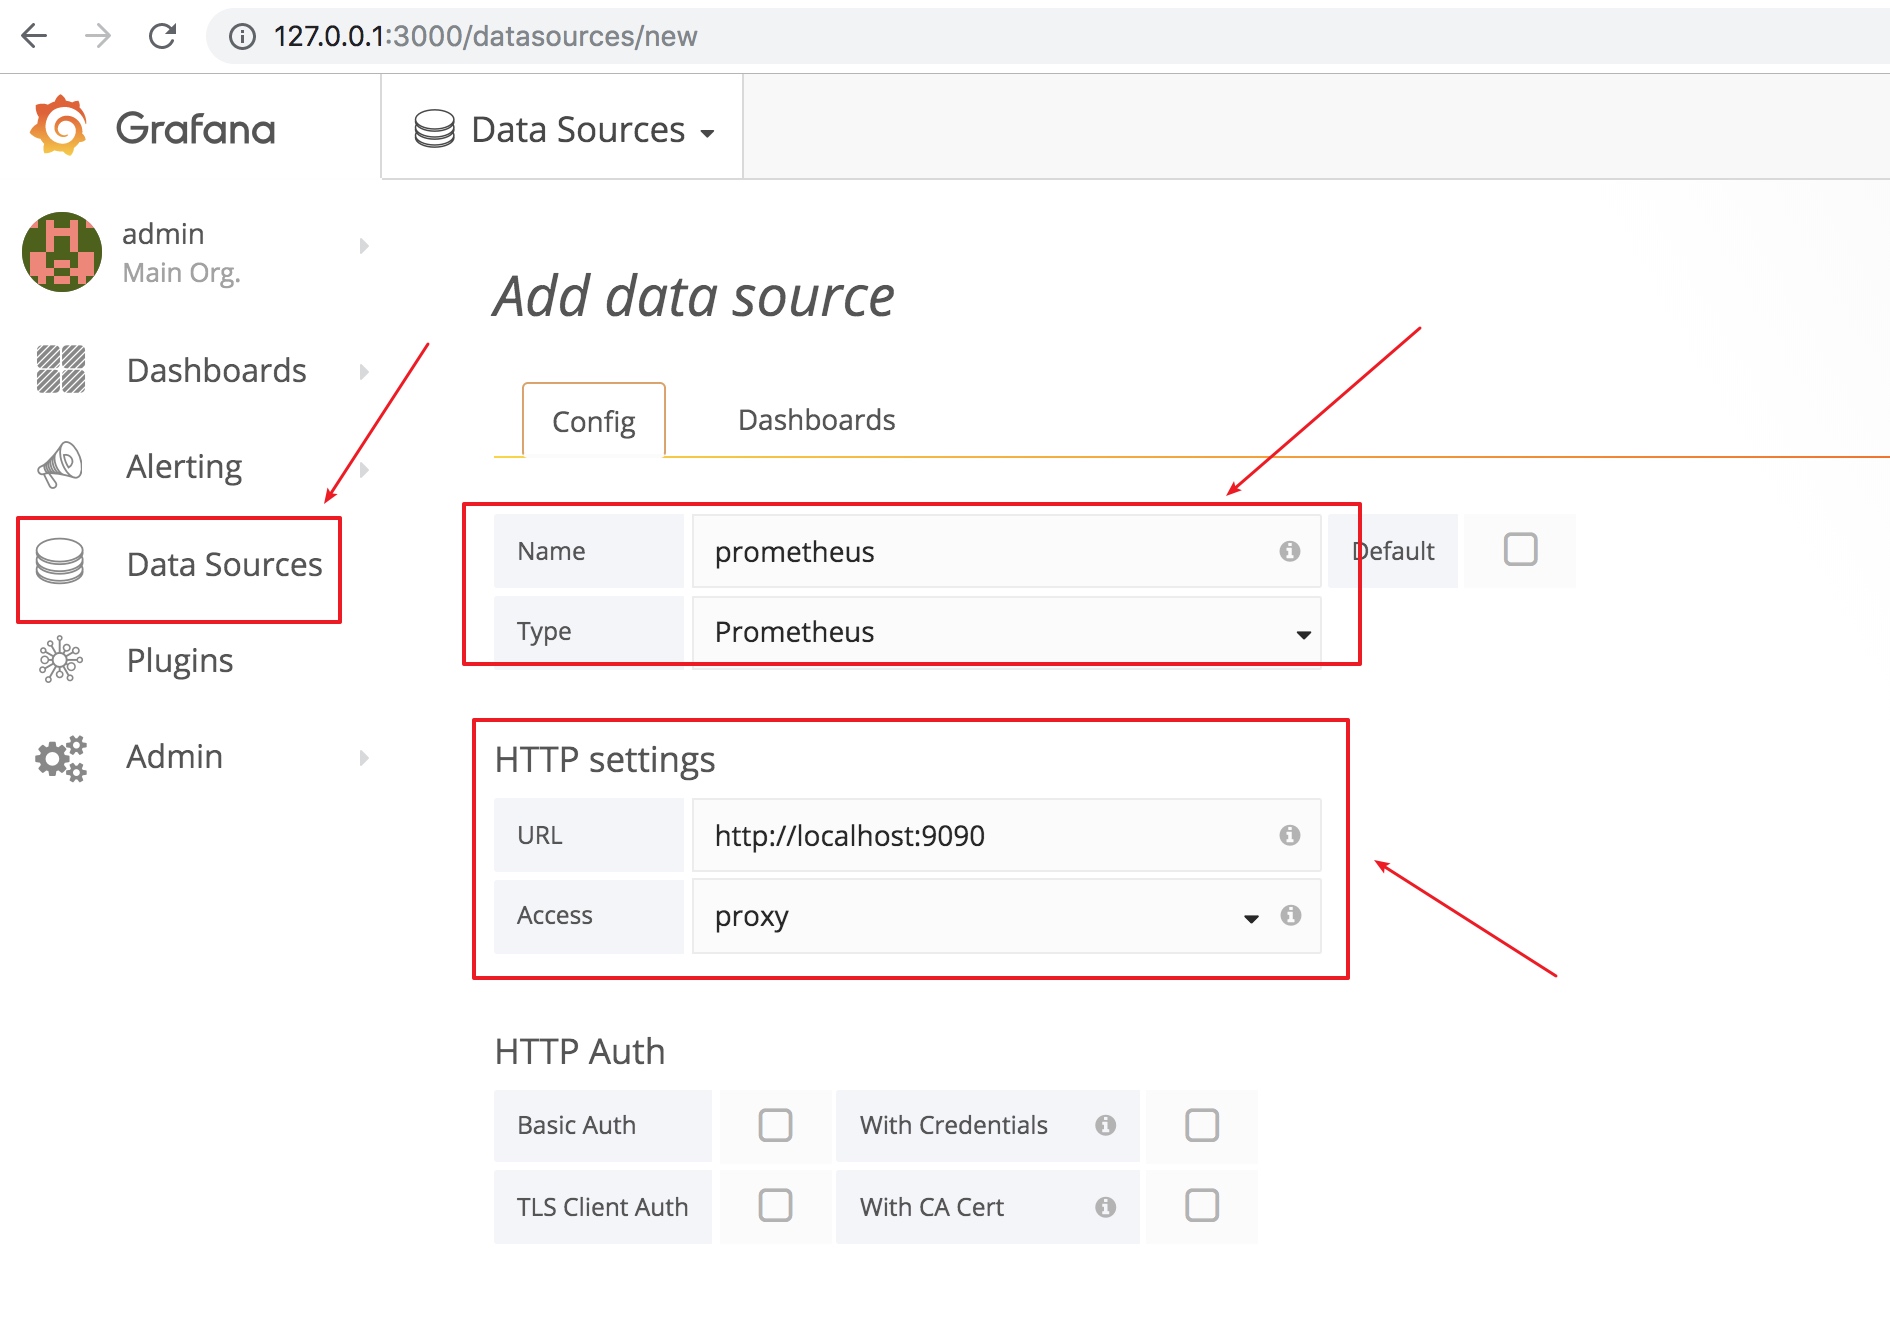 127.0.0.1:3000/datasources/new
Grafana
Data Sources
admin
Main Org.
Dashboards
Alerting
Data Sources
Plugins
Admin
Add data source
Config Dashboards
Name prometheus Default
Type Prometheus
HTTP settings
URL http://localhost:9090
Access proxy
HTTP Auth
Basic Auth With Credentials
TLS Client Auth With CA Cert